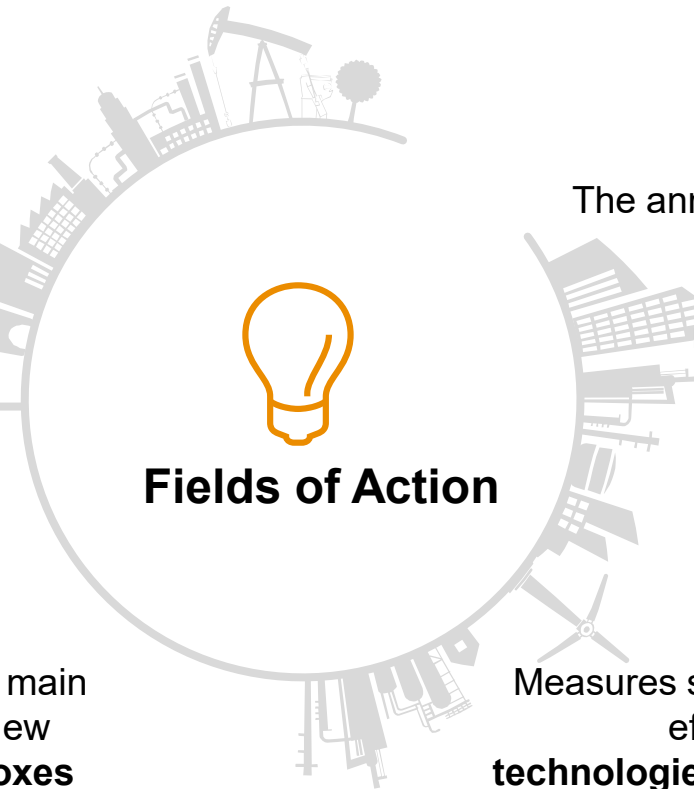 The ann
Fields of Action
main
ew
oxes
Measures s
ef
technologie